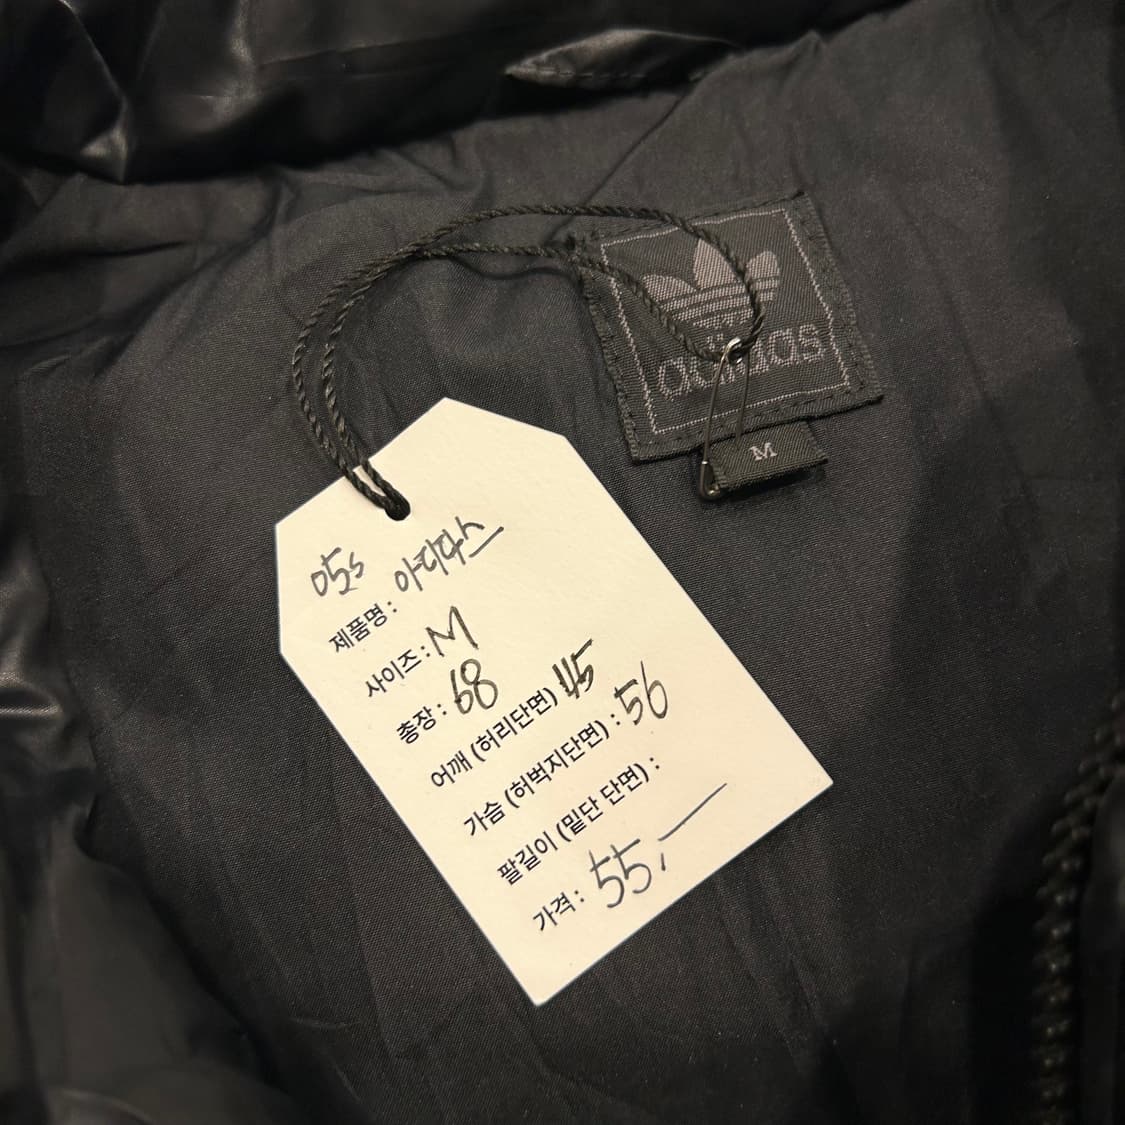 adidas
M
05s
제품명 : 아디다스
사이즈 : M
총장 : 68
어깨 (허리단면) 45
가슴 (허벅지단면) : 56
팔길이 (밑단 단면) :
가격 : 55,—